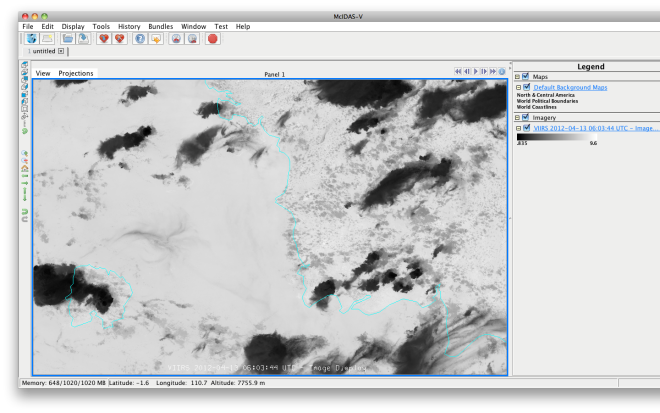 McIDAS-V
File Edit Display Tools History Bundles Window Test Help
1 untitled
View Projections
Panel 1
Legend
Maps
Default Background Maps
North & Central America
World Political Boundaries
World Coastlines
Imagery
VIIRS 2012-04-13 06:03:44 UTC - Image...
.835 9.6
VIIRS 2012-04-13 06:03:44 UTC - Image Display
Memory: 648/1020/1020 MB Latitude: -1.6 Longitude: 110.7 Altitude: 7755.9 m